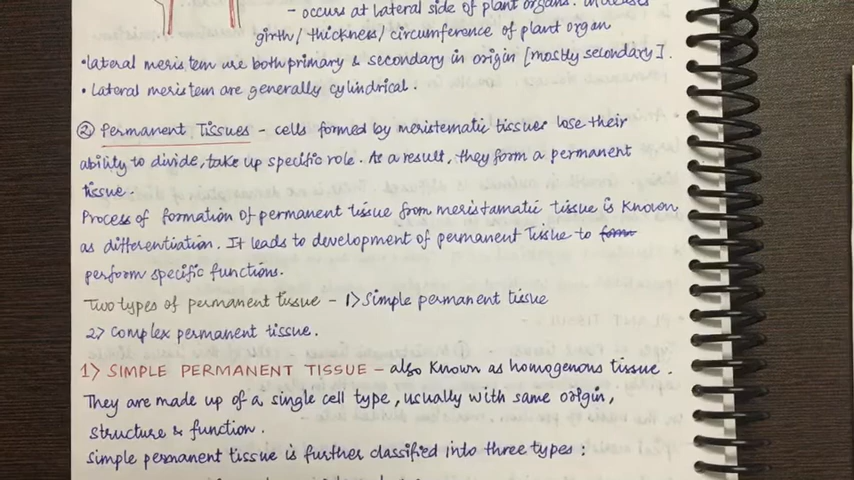 - occurs at lateral side of plant organs. Increases
girth/ thickness/ circumference of plant organ
•lateral meristem are both primary & secondary in origin [mostly secondary].
• Lateral meristem are generally cylindrical.
② Permanent Tissues - cells formed by meristematic tissues lose their
ability to divide, take up specific role. As a result, they form a permanent
tissue.
Process of formation of permanent tissue from meristamatic tissue is known
as differentiation. It leads to development of permanent Tissue to
perform specific functions.
Two types of permanent tissue - 1> Simple permanent tissue
2> Complex permanent tissue.
1> SIMPLE PERMANENT TISSUE - also known as homogenous tissue.
They are made up of a single cell type, usually with same origin,
structure & function.
Simple permanent tissue is further classified into three types: